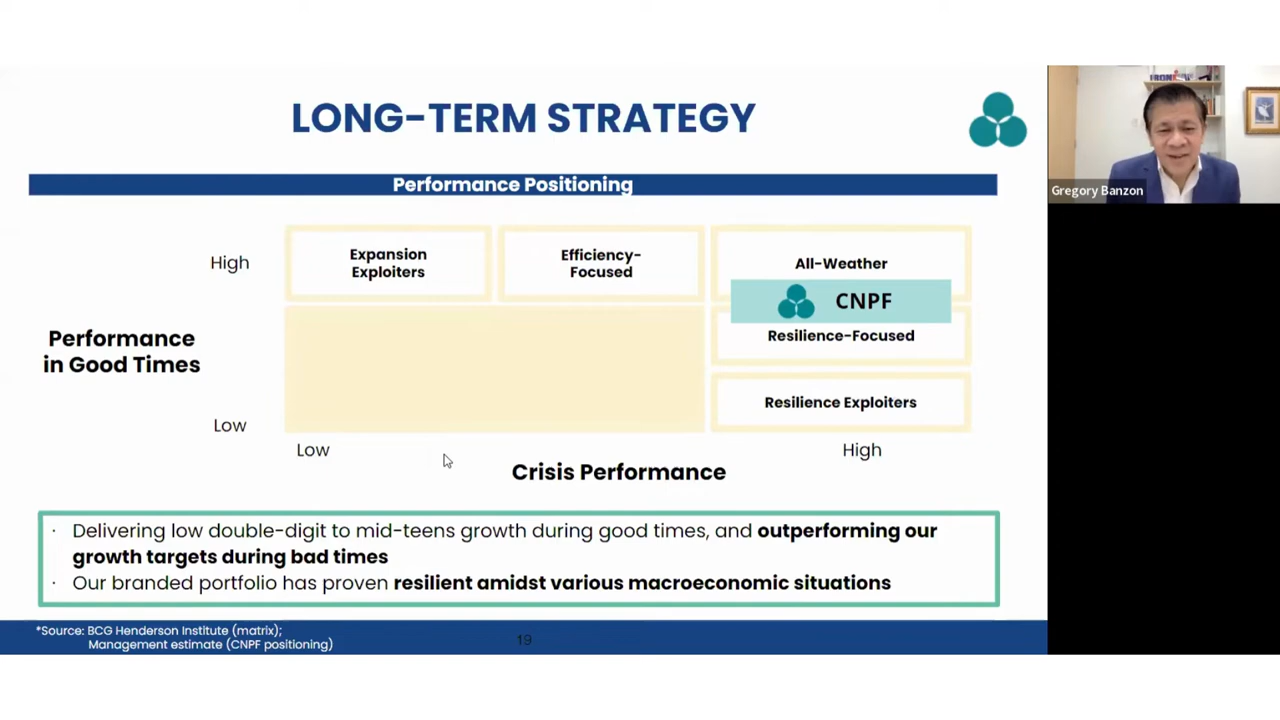 LONG-TERM STRATEGY
Performance Positioning
High
Expansion
Exploiters
Efficiency-
Focused
All-Weather
CNPF
Resilience-Focused
Performance
in Good Times
Resilience Exploiters
Low
Low
High
Crisis Performance
· Delivering low double-digit to mid-teens growth during good times, and outperforming our
growth targets during bad times
· Our branded portfolio has proven resilient amidst various macroeconomic situations
*Source: BCG Henderson Institute (matrix);
Management estimate (CNPF positioning)
19
Gregory Banzon